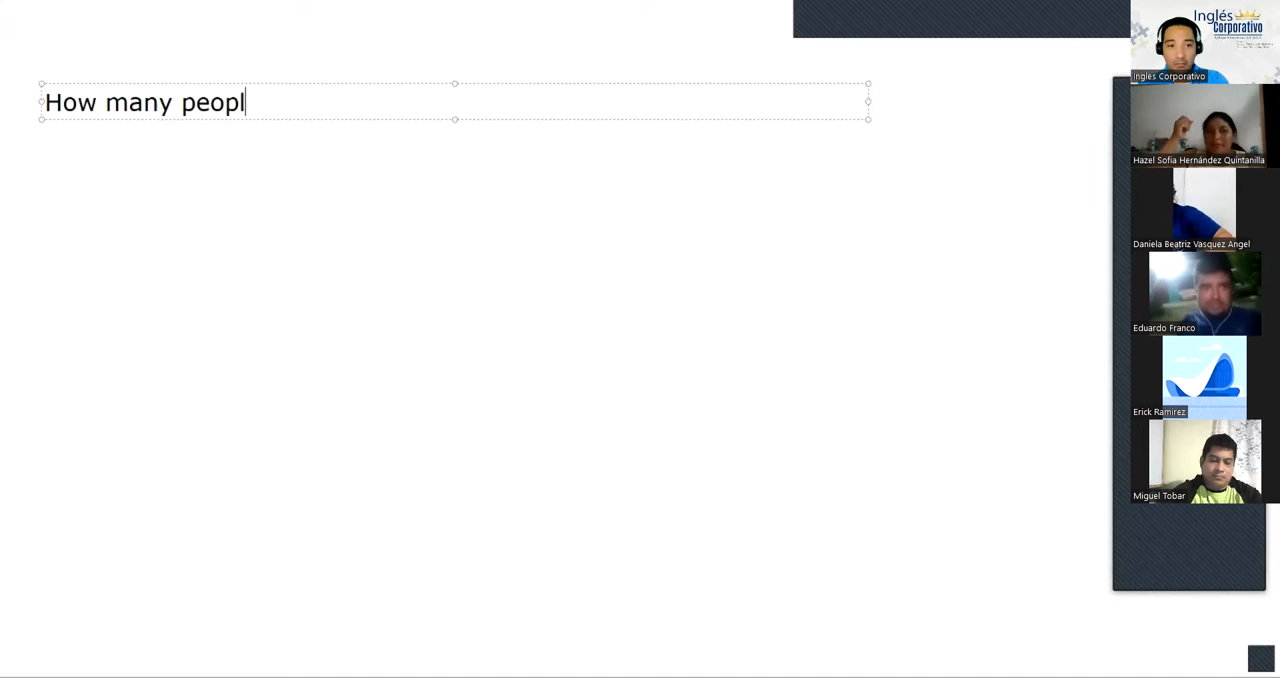 How many peopl
Inglés
Corporativo
Ingles Corporativo
Hazel Sofia Hernández Quintanilla
Daniela Beatriz Vasquez Angel
Eduardo Franco
Erick Ramirez
Miguel Tobar